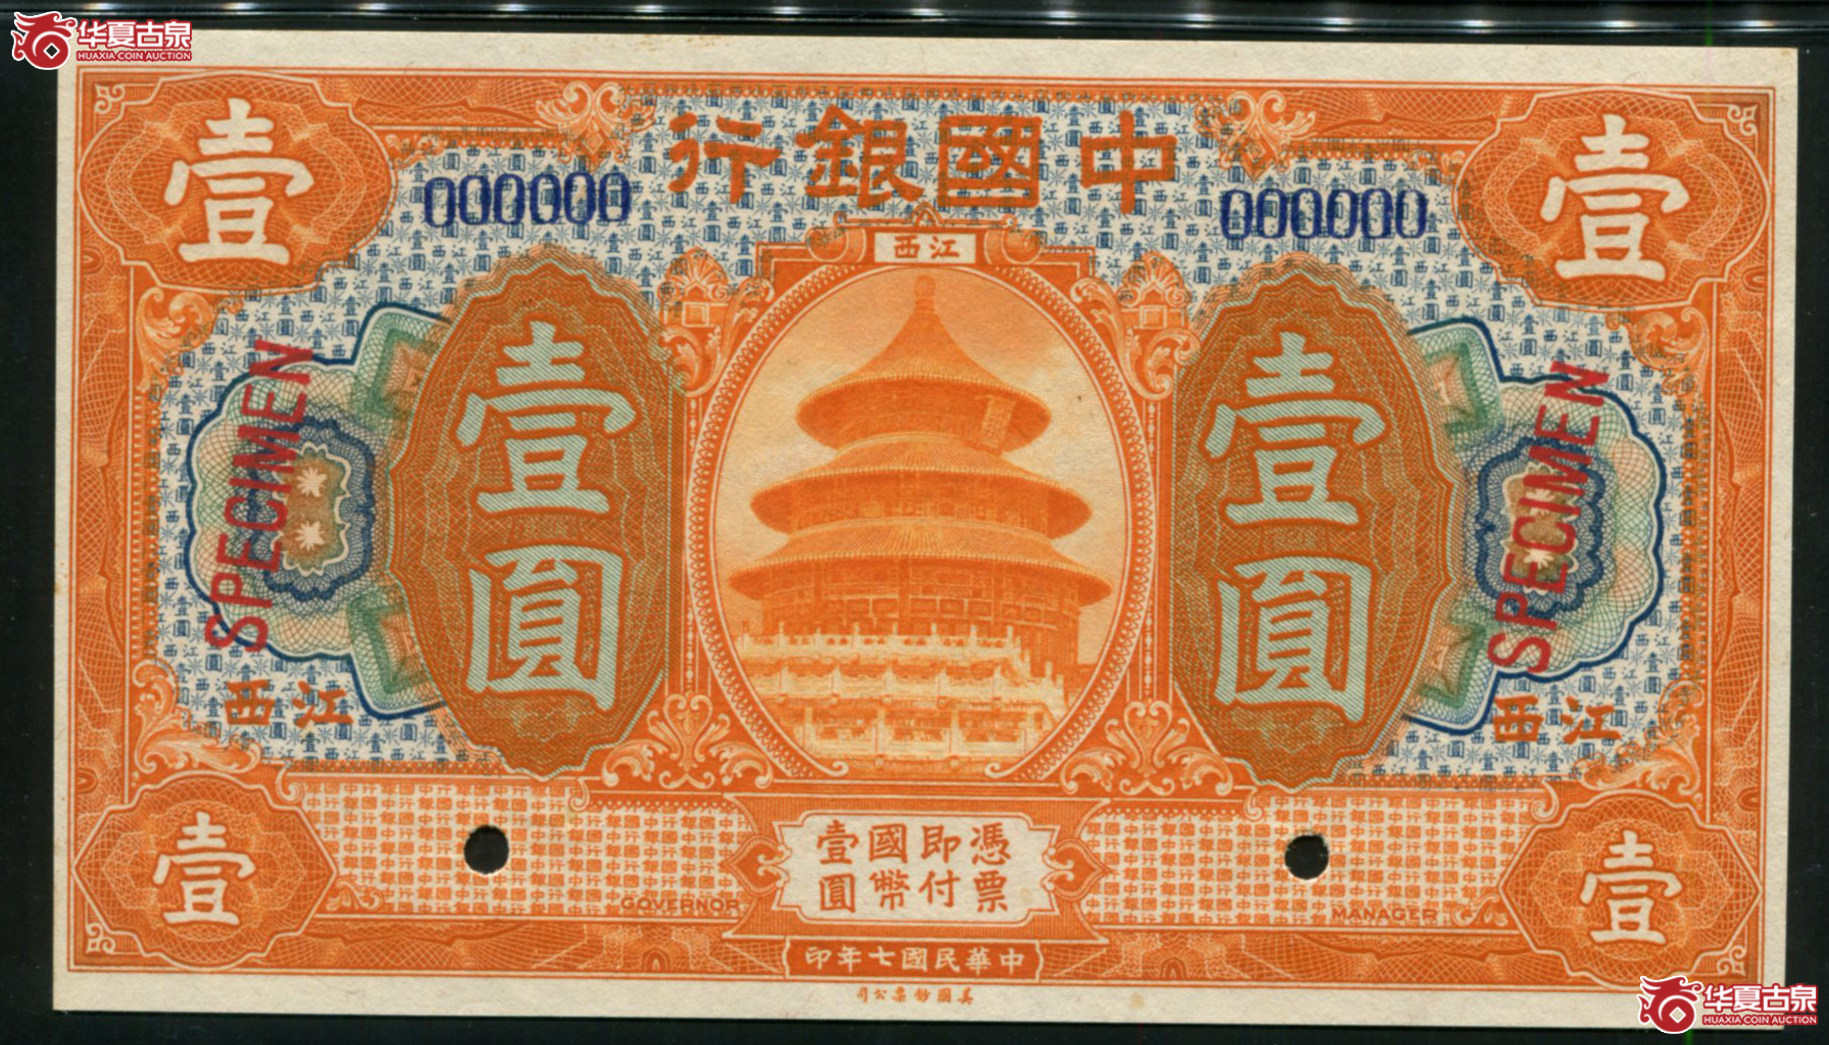 华夏古泉
HUAXIA COIN AUCTION
壹
行銀國中
壹
000000
000000
西江
壹圓
壹圓
SPECIMEN
SPECIMEN
西江
西江
憑票
即付
國幣
壹圓
壹
壹
GOVERNOR
MANAGER
印年七國民華中
司公票鈔國美
华夏古泉
HUAXIA COIN AUCTION